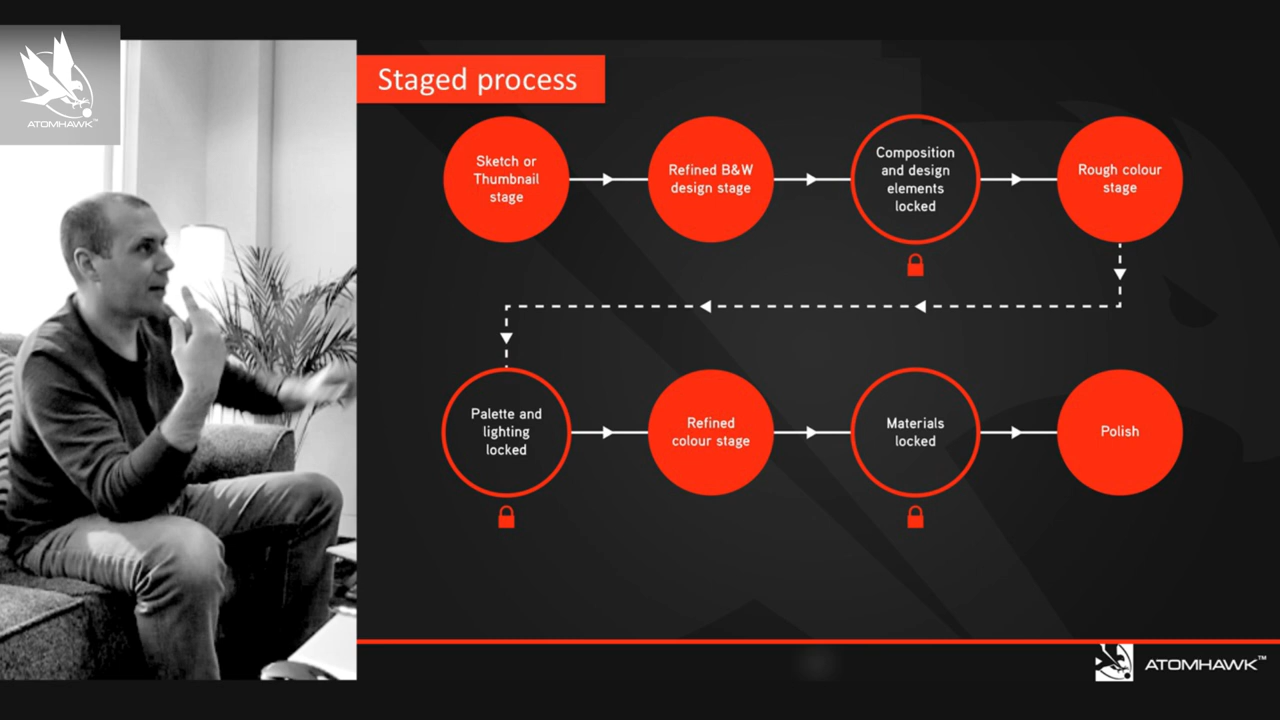 ATOMHAWK™
Staged process
Sketch or
Thumbnail
stage
Refined B&W
design stage
Composition
and design
elements
locked
Rough colour
stage
Palette and
lighting
locked
Refined
colour stage
Materials
locked
Polish
ATOMHAWK™